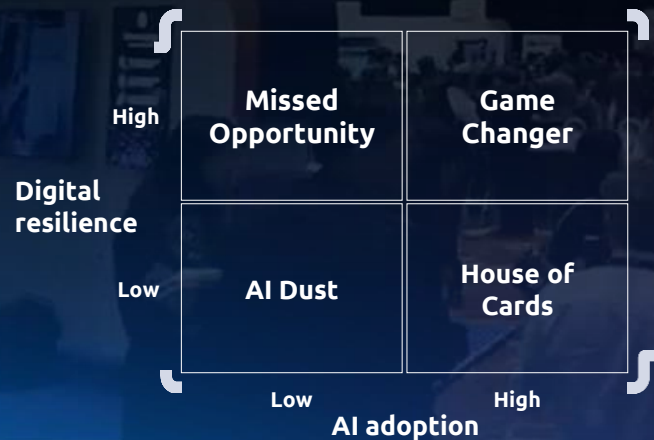 High
Missed
Opportunity
Game
Changer
Digital
resilience
Low
AI Dust
House of
Cards
Low
High
AI adoption